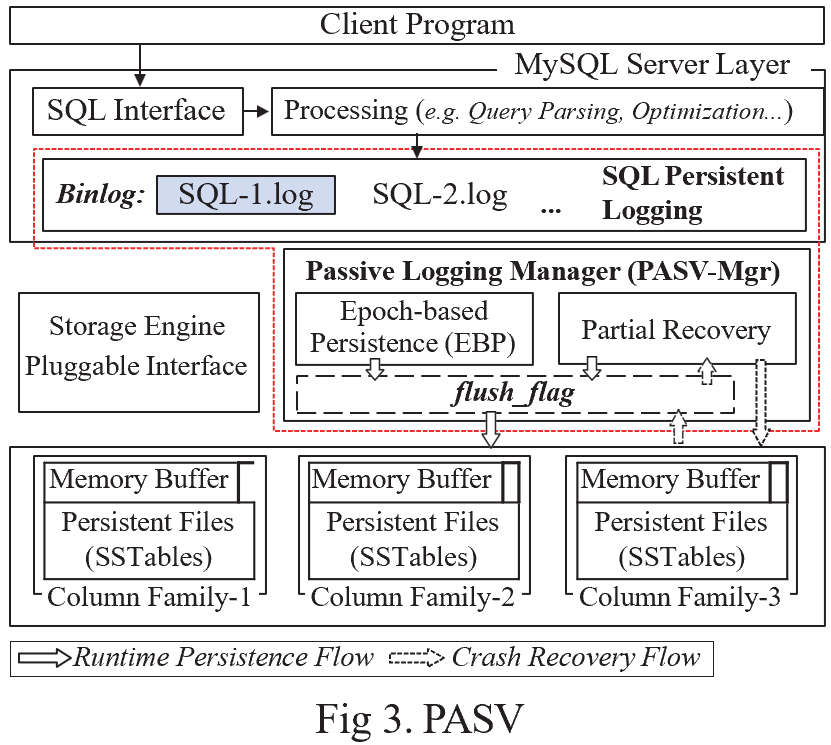 Client Program
MySQL Server Layer
SQL Interface
Processing (e.g. Query Parsing, Optimization...)
Binlog: SQL-1.log SQL-2.log ... SQL Persistent
Logging
Passive Logging Manager (PASV-Mgr)
Storage Engine
Pluggable Interface
Epoch-based
Persistence (EBP)
Partial Recovery
flush_flag
Memory Buffer
Persistent Files
(SSTables)
Column Family-1
Memory Buffer
Persistent Files
(SSTables)
Column Family-2
Memory Buffer
Persistent Files
(SSTables)
Column Family-3
Runtime Persistence Flow
Crash Recovery Flow
Fig 3. PASV